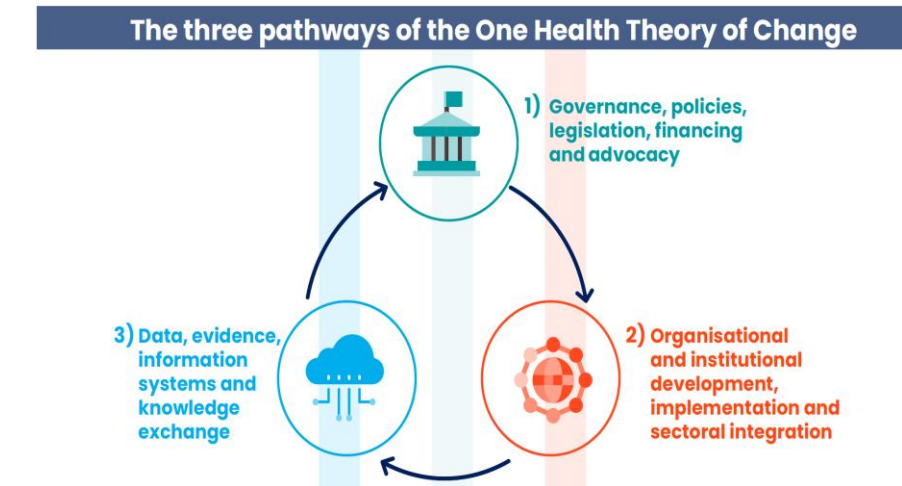 The three pathways of the One Health Theory of Change
1) Governance, policies,
legislation, financing
and advocacy
2) Organisational
and institutional
development,
implementation and
sectoral integration
3) Data, evidence,
information
systems and
knowledge
exchange